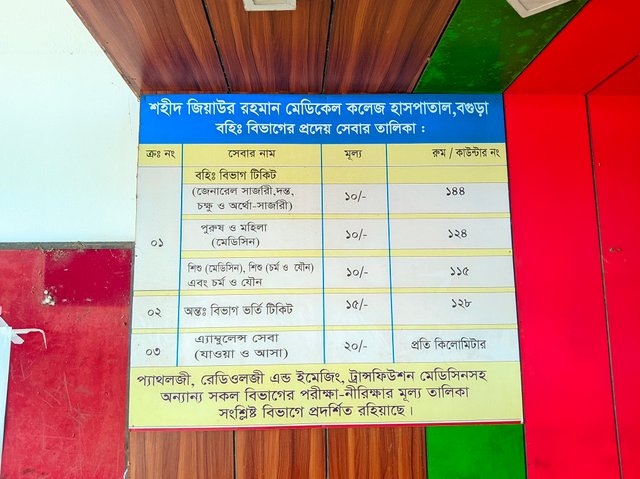 শহীদ জিয়াউর রহমান মেডিকেল কলেজ হাসপাতাল,বগুড়া
বহিঃ বিভাগের প্রদেয় সেবার তালিকা :
ক্রঃ নং সেবার নাম মূল্য রুম / কাউন্টার নং
বহিঃ বিভাগ টিকিট
(জেনারেল সাজরী,দন্ত, ১০/- ১৪৪
চক্ষু ও অর্থো-সাজরী)
০১ পুরুষ ও মহিলা ১০/- ১২৪
(মেডিসিন)
শিশু (মেডিসিন), শিশু (চর্ম ও যৌন) ১০/- ১১৫
এবং চর্ম ও যৌন
০২ অন্তঃ বিভাগ ভর্তি টিকিট ১৫/- ১২৮
০৩ এ্যাম্বুলেন্স সেবা ২০/- প্রতি কিলোমিটার
(যাওয়া ও আসা)
প্যাথলজী, রেডিওলজী এন্ড ইমেজিং, ট্রান্সফিউশন মেডিসিনসহ
অন্যান্য সকল বিভাগের পরীক্ষা-নীরিক্ষার মূল্য তালিকা
সংশ্লিষ্ট বিভাগে প্রদর্শিত রহিয়াছে।